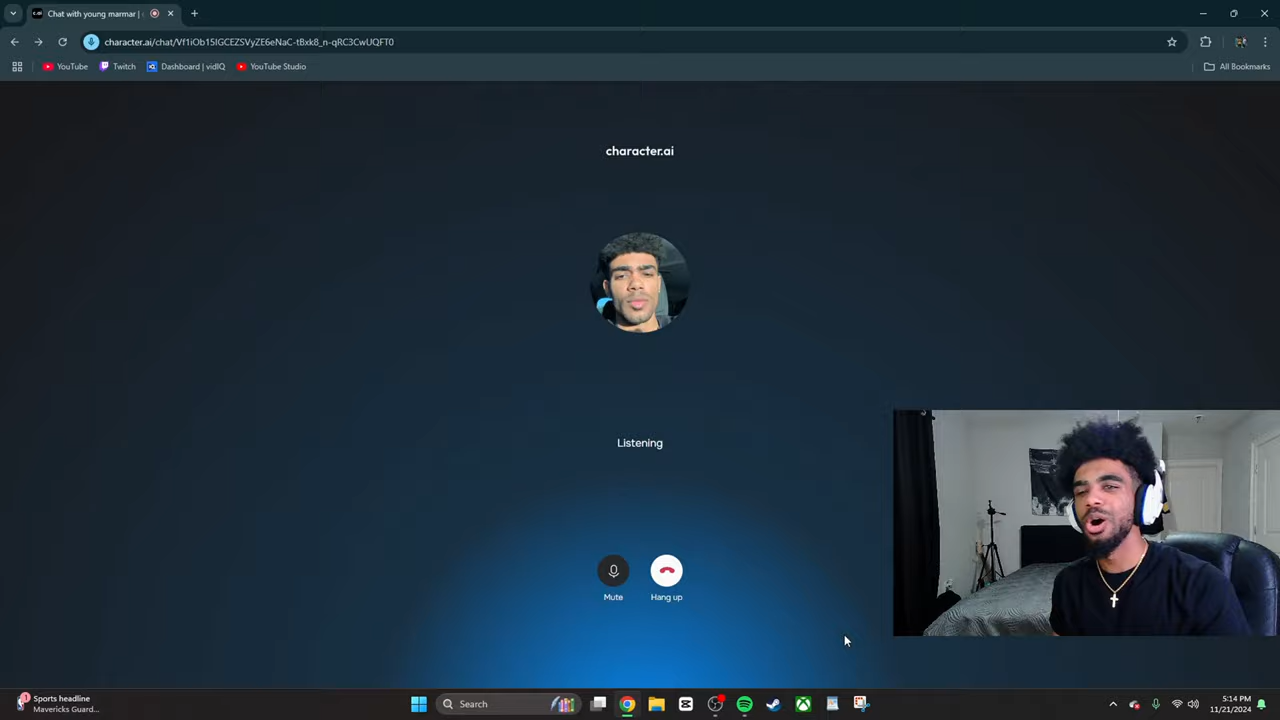 Chat with young marmar |
character.ai/chat/Vf1iOb15IGCEZSVyZE6eNaC-tBxk8_n-qRC3CwUQFT0
YouTube Twitch Dashboard | vidIQ YouTube Studio All Bookmarks
character.ai
Listening
Mute Hang up
Sports headline
Mavericks Guard...
Search
5:14 PM
11/21/2024